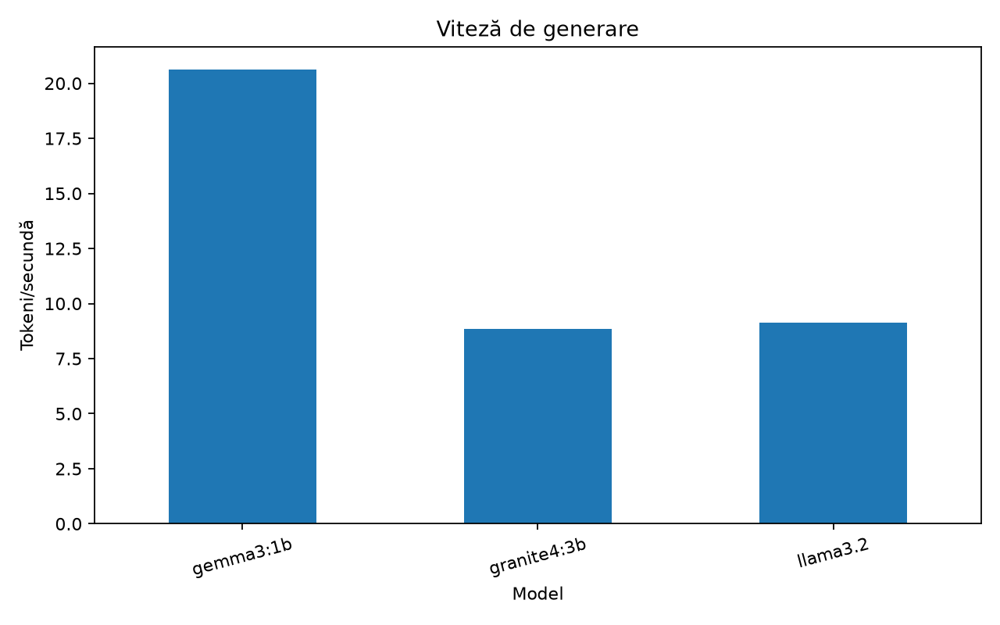 Viteză de generare
Tokeni/secundă
20.0
17.5
15.0
12.5
10.0
7.5
5.0
2.5
0.0
gemma3:1b
granite4:3b
llama3.2
Model